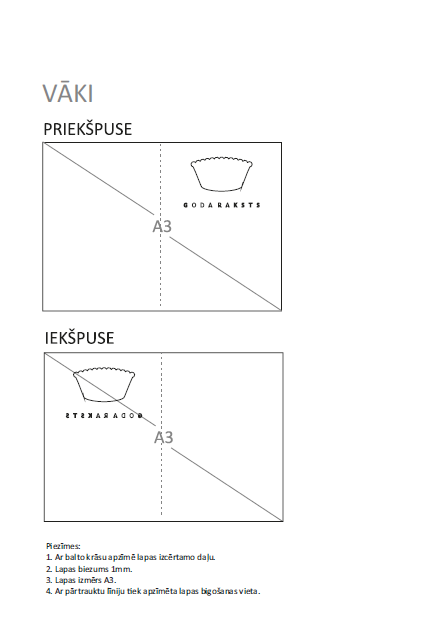 VĀKI
PRIEKŠPUSE
GODARAKSTS
A3
IEKŠPUSE
GODARAKSTS
A3
Piezīmes:
1. Ar balto krāsu apzīmē lapas izcērtamo daļu.
2. Lapas biezums 1mm.
3. Lapas izmērs A3.
4. Ar pārtrauktu līniju tiek apzīmēta lapas bigošanas vieta.